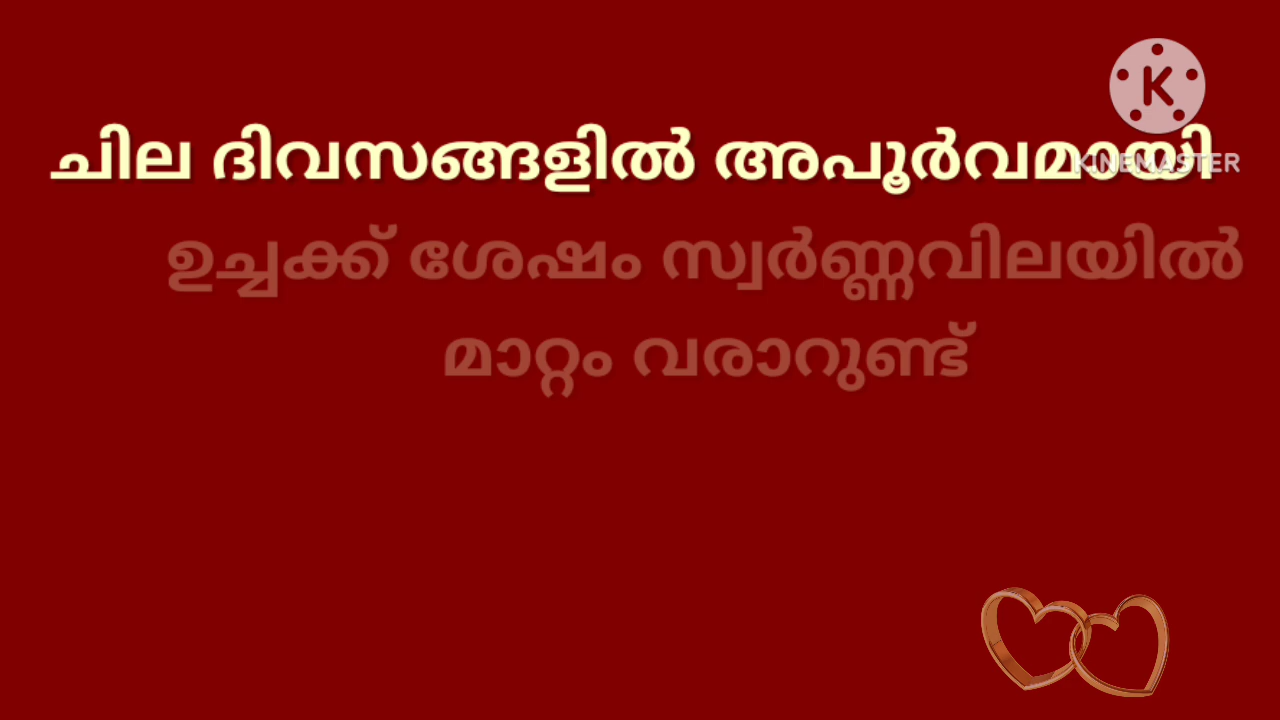 K
KINEMASTER
ചില ദിവസങ്ങളിൽ അപൂർവമായി
ഉച്ചക്ക് ശേഷം സ്വർണ്ണവിലയിൽ
മാറ്റം വരാറുണ്ട്